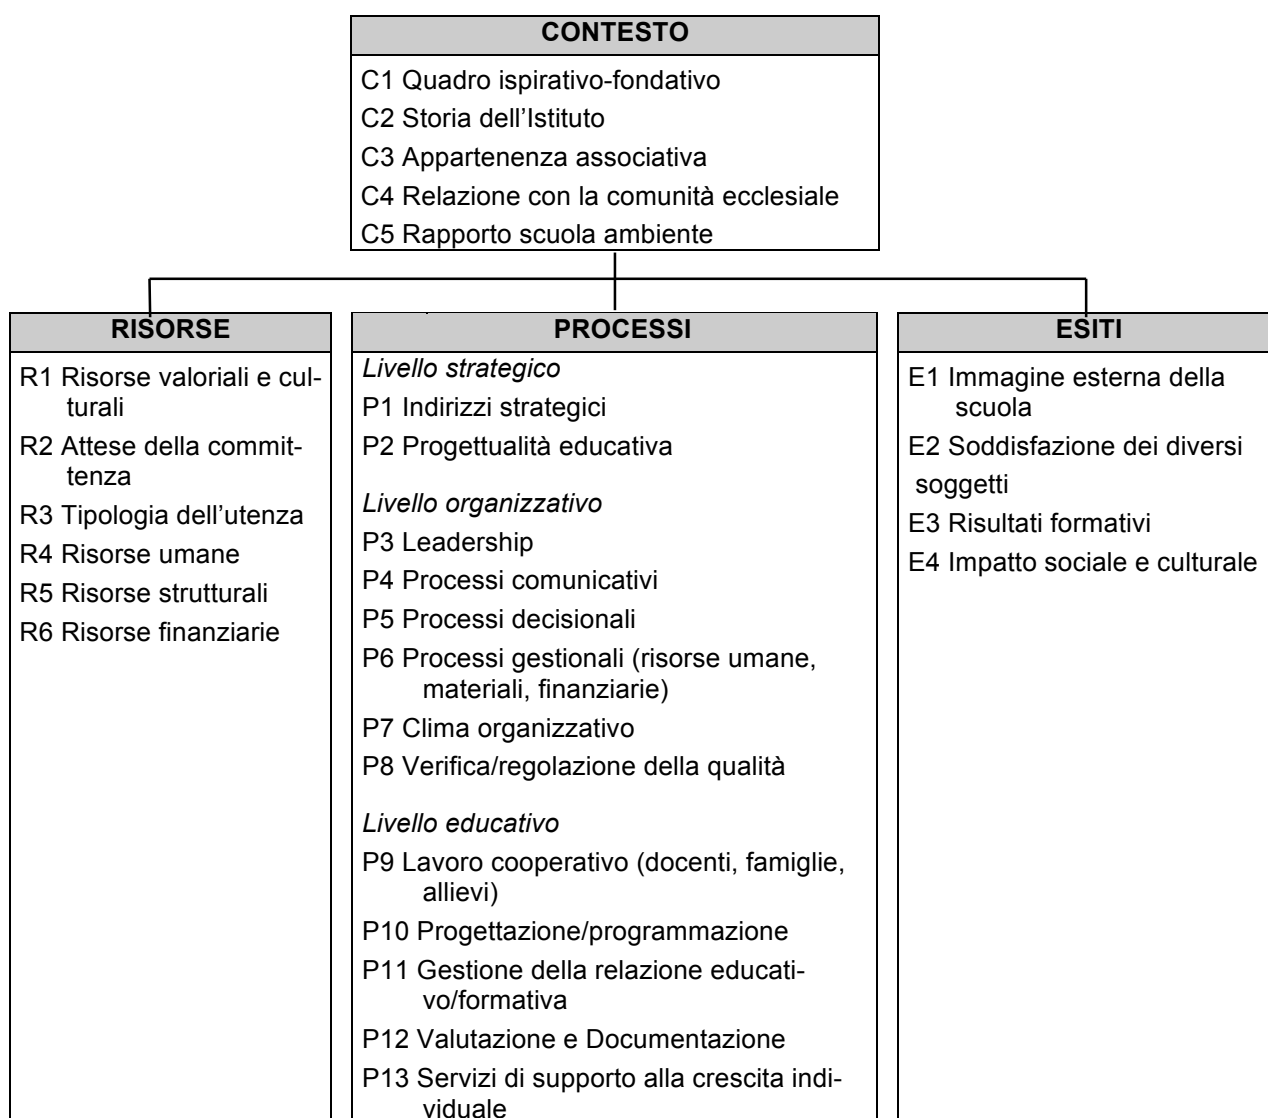 CONTESTO
C1 Quadro ispirativo-fondativo
C2 Storia dell’Istituto
C3 Appartenenza associativa
C4 Relazione con la comunità ecclesiale
C5 Rapporto scuola ambiente
RISORSE
R1 Risorse valoriali e cul-
turali
R2 Attese della commit-
tenza
R3 Tipologia dell’utenza
R4 Risorse umane
R5 Risorse strutturali
R6 Risorse finanziarie
PROCESSI
Livello strategico
P1 Indirizzi strategici
P2 Progettualità educativa
Livello organizzativo
P3 Leadership
P4 Processi comunicativi
P5 Processi decisionali
P6 Processi gestionali (risorse umane,
materiali, finanziarie)
P7 Clima organizzativo
P8 Verifica/regolazione della qualità
Livello educativo
P9 Lavoro cooperativo (docenti, famiglie,
allievi)
P10 Progettazione/programmazione
P11 Gestione della relazione educati-
vo/formativa
P12 Valutazione e Documentazione
P13 Servizi di supporto alla crescita indi-
viduale
ESITI
E1 Immagine esterna della
scuola
E2 Soddisfazione dei diversi
soggetti
E3 Risultati formativi
E4 Impatto sociale e culturale